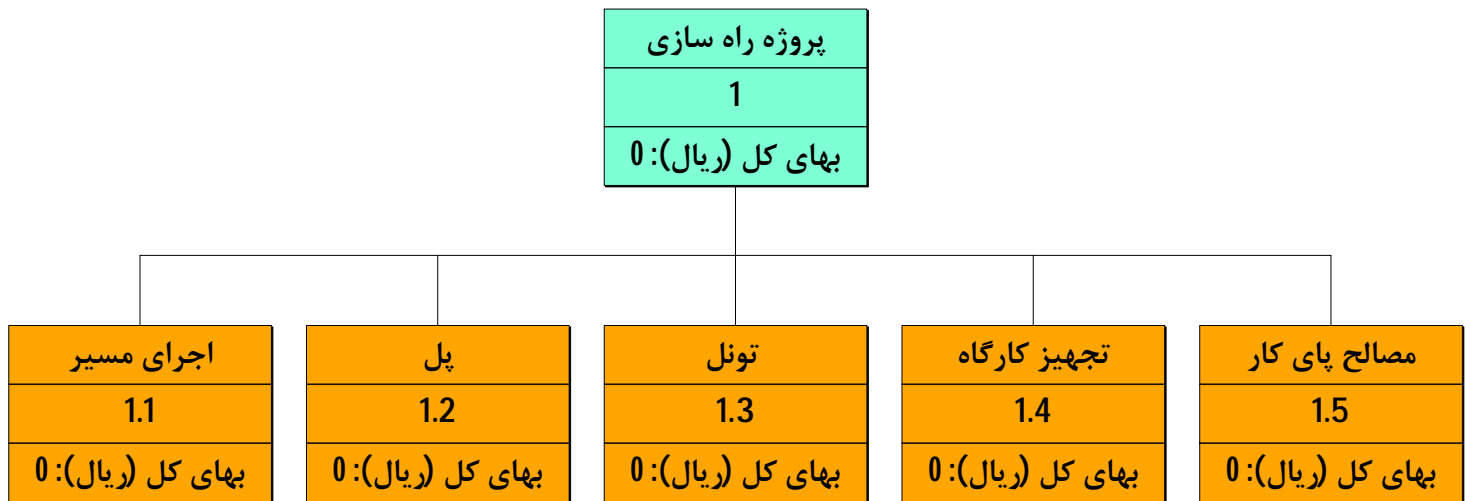 پروژه راه سازی
1
بهای کل (ریال): 0
اجرای مسیر
1.1
بهای کل (ریال): 0
پل
1.2
بهای کل (ریال): 0
تونل
1.3
بهای کل (ریال): 0
تجهیز کارگاه
1.4
بهای کل (ریال): 0
مصالح پای کار
1.5
بهای کل (ریال): 0